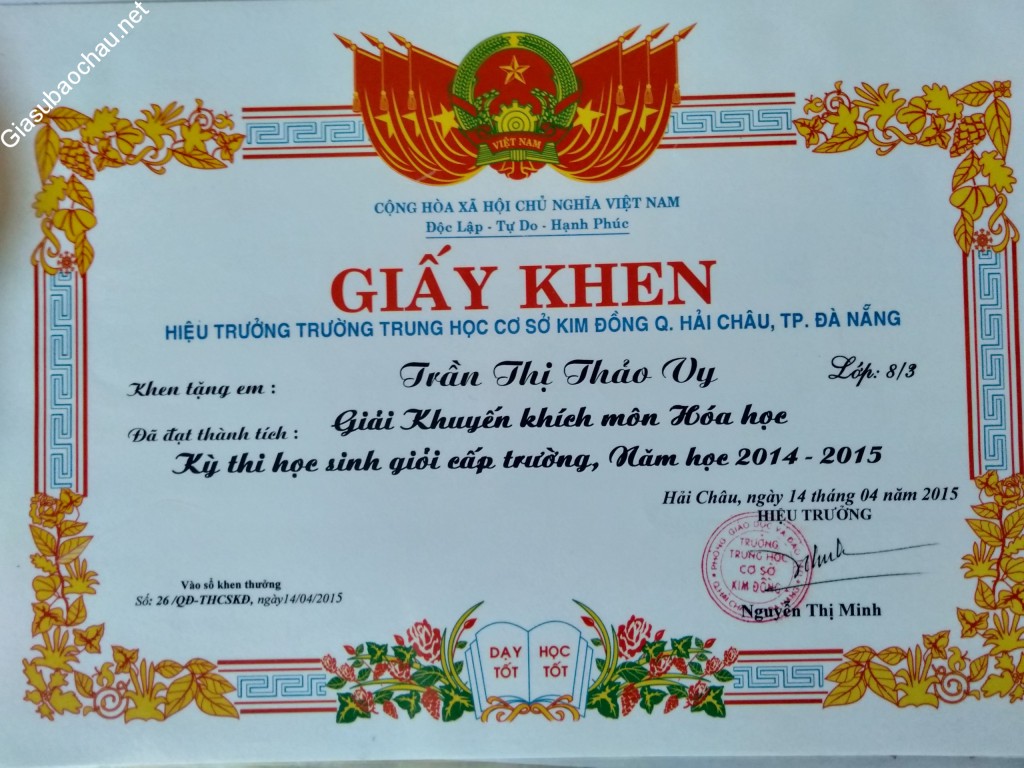 Giasubaochau.net
VIỆT NAM
CỘNG HÒA XÃ HỘI CHỦ NGHĨA VIỆT NAM
Độc Lập - Tự Do - Hạnh Phúc
GIẤY KHEN
HIỆU TRƯỞNG TRƯỜNG TRUNG HỌC CƠ SỞ KIM ĐỒNG Q. HẢI CHÂU, TP. ĐÀ NẴNG
Khen tặng em : Trần Thị Thảo Vy Lớp: 8/3
Đã đạt thành tích : Giải Khuyến khích môn Hóa học
Kỳ thi học sinh giỏi cấp trường, Năm học 2014 - 2015
Hải Châu, ngày 14 tháng 04 năm 2015
HIỆU TRƯỞNG
PHÒNG GIÁO DỤC VÀ ĐÀO
TRƯỜNG
TRUNG HỌC
CƠ SỞ
KIM ĐỒNG
Nguyễn Thị Minh
Vào sổ khen thưởng
Số: 26 /QĐ-THCSKĐ, ngày14/04/2015
DẠY TỐT
HỌC TỐT